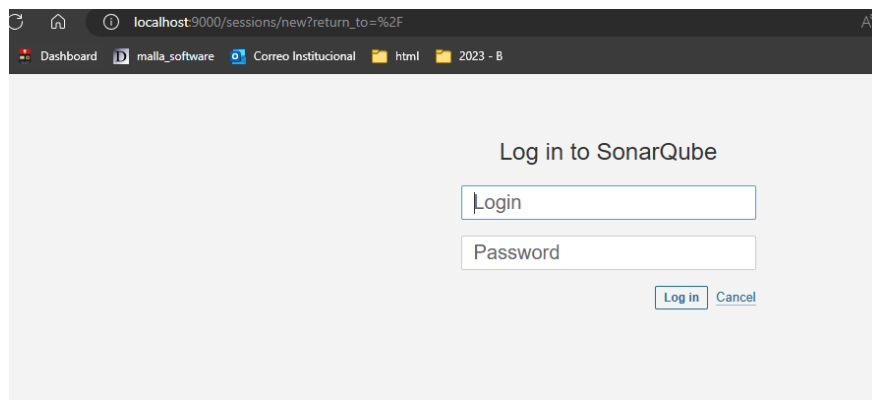 localhost:9000/sessions/new?return_to=%2F
Dashboard malla_software Correo Institucional html 2023 - B
Log in to SonarQube
Login
Password
Log in Cancel